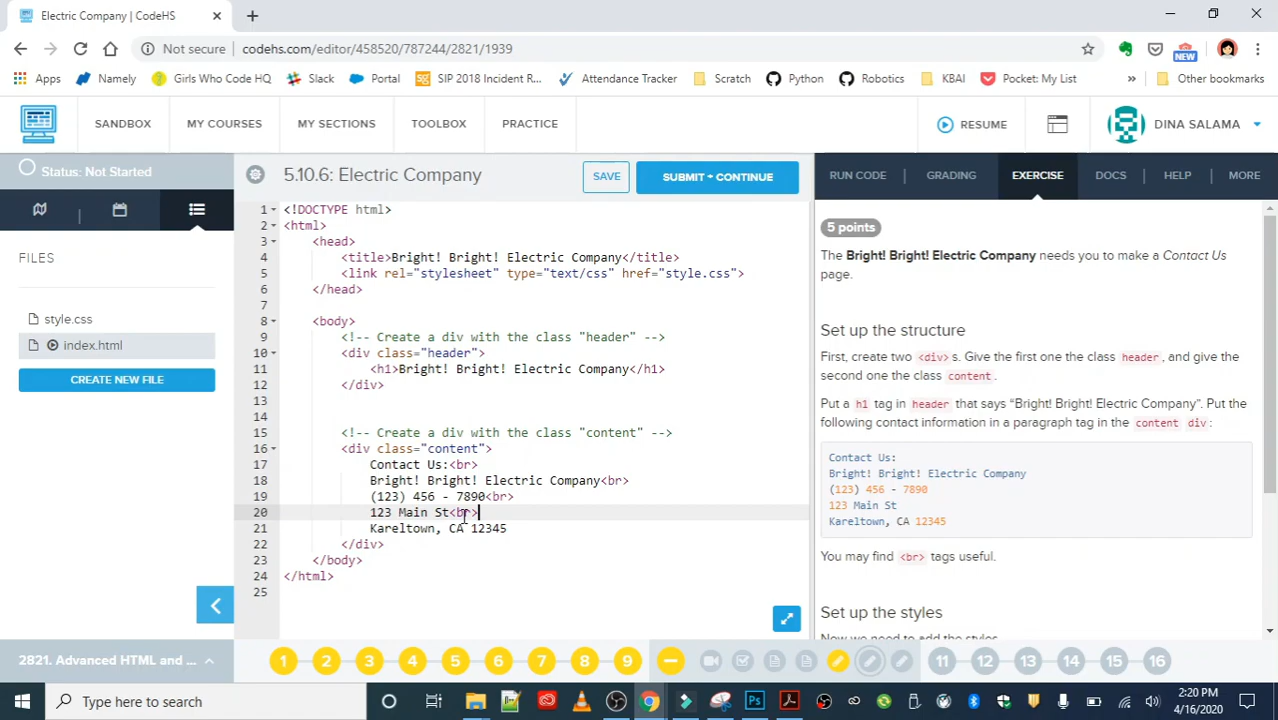 Electric Company | CodeHS
Not secure | codehs.com/editor/458520/787244/2821/1939
NEW
Apps Namely Girls Who Code HQ Slack Portal SIP 2018 Incident R... Attendance Tracker Scratch Python Robotics KBAI Pocket: My List » Other bookmarks
SANDBOX MY COURSES MY SECTIONS TOOLBOX PRACTICE RESUME DINA SALAMA
Status: Not Started
5.10.6: Electric Company SAVE SUBMIT + CONTINUE
RUN CODE GRADING EXERCISE DOCS HELP MORE
FILES
style.css
index.html
CREATE NEW FILE
1 <!DOCTYPE html>
2 <html>
3 <head>
4 <title>Bright! Bright! Electric Company</title>
5 <link rel="stylesheet" type="text/css" href="style.css">
6 </head>
7
8 <body>
9 <!-- Create a div with the class "header" -->
10 <div class="header">
11 <h1>Bright! Bright! Electric Company</h1>
12 </div>
13
14
15 <!-- Create a div with the class "content" -->
16 <div class="content">
17 Contact Us:<br>
18 Bright! Bright! Electric Company<br>
19 (123) 456 - 7890<br>
20 123 Main St<br>
21 Kareltown, CA 12345
22 </div>
23 </body>
24 </html>
25
5 points
The Bright! Bright! Electric Company needs you to make a Contact Us
page.
Set up the structure
First, create two <div>s. Give the first one the class header, and give the
second one the class content.
Put a h1 tag in header that says “Bright! Bright! Electric Company”. Put the
following contact information in a paragraph tag in the content div:
Contact Us:
Bright! Bright! Electric Company
(123) 456 - 7890
123 Main St
Kareltown, CA 12345
You may find <br> tags useful.
Set up the styles
Now we need to add the styles
2821. Advanced HTML and ...
1 2 3 4 5 6 7 8 9 11 12 13 14 15 16
Type here to search
2:20 PM
4/16/2020